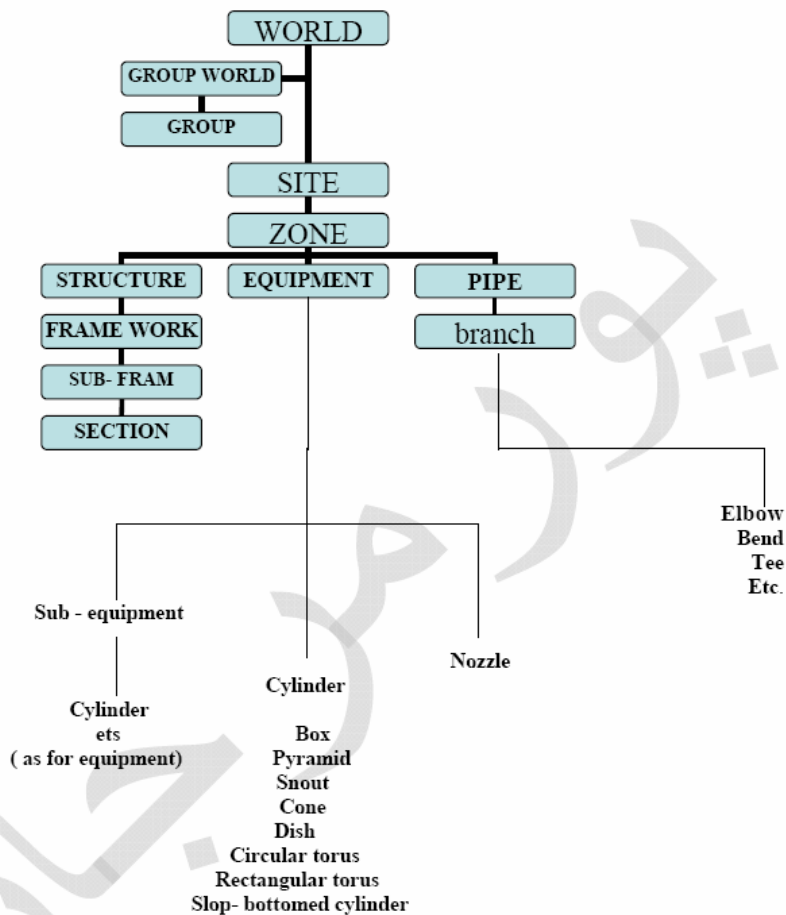 WORLD
GROUP WORLD
GROUP
SITE
ZONE
STRUCTURE
EQUIPMENT
PIPE
FRAME WORK
branch
SUB- FRAM
SECTION
Elbow
Bend
Tee
Etc.
Sub - equipment
Nozzle
Cylinder
Cylinder
ets
( as for equipment)
Box
Pyramid
Snout
Cone
Dish
Circular torus
Rectangular torus
Slop- bottomed cylinder